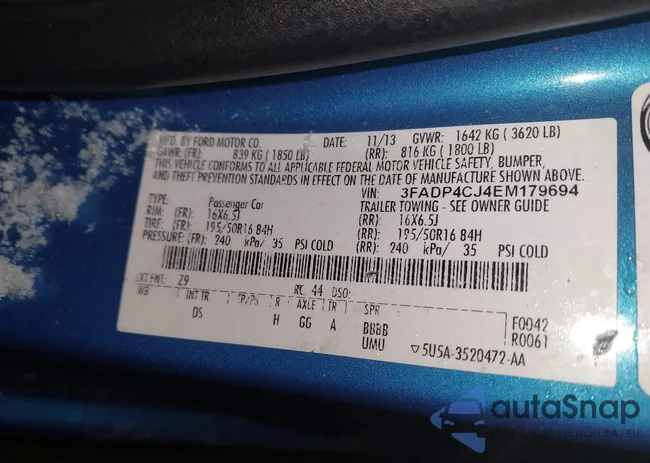 MFD. BY FORD MOTOR CO. DATE: 11/13 GVWR: 1642 KG ( 3620 LB)
GAWR: (FR): 839 KG ( 1850 LB) (RR): 816 KG ( 1800 LB)
THIS VEHICLE CONFORMS TO ALL APPLICABLE FEDERAL MOTOR VEHICLE SAFETY, BUMPER,
AND THEFT PREVENTION STANDARDS IN EFFECT ON THE DATE OF MANUFACTURE SHOWN ABOVE.
VIN: 3FADP4CJ4EM179694
TYPE: Passenger Car TRAILER TOWING - SEE OWNER GUIDE
RIM: (FR): 16X6.5J (RR): 16X6.5J
TIRE: (FR): 195/50R16 84H (RR): 195/50R16 84H
PRESSURE: (FR): 240 kPa/ 35 PSI COLD (RR): 240 kPa/ 35 PSI COLD
EXT PNT: Z9 RC: 44 DSO:
WB INT TR TP/PS R AXLE TR SPR F0042
DS H GG A BBBB R0061
UMU ▽5U5A-3520472-AA
autoSnap